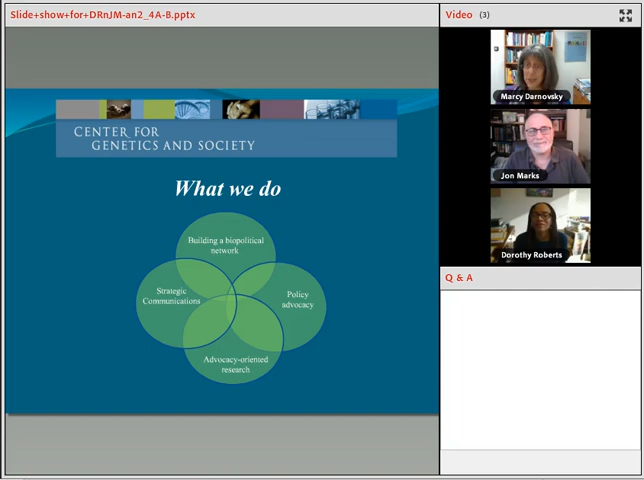 Slide+show+for+DRnJM-an2_4A-B.pptx
CENTER FOR
GENETICS AND SOCIETY
What we do
Building a biopolitical
network
Strategic
Communications
Policy
advocacy
Advocacy-oriented
research
Video (3)
Marcy Darnovsky
Jon Marks
Dorothy Roberts
Q & A